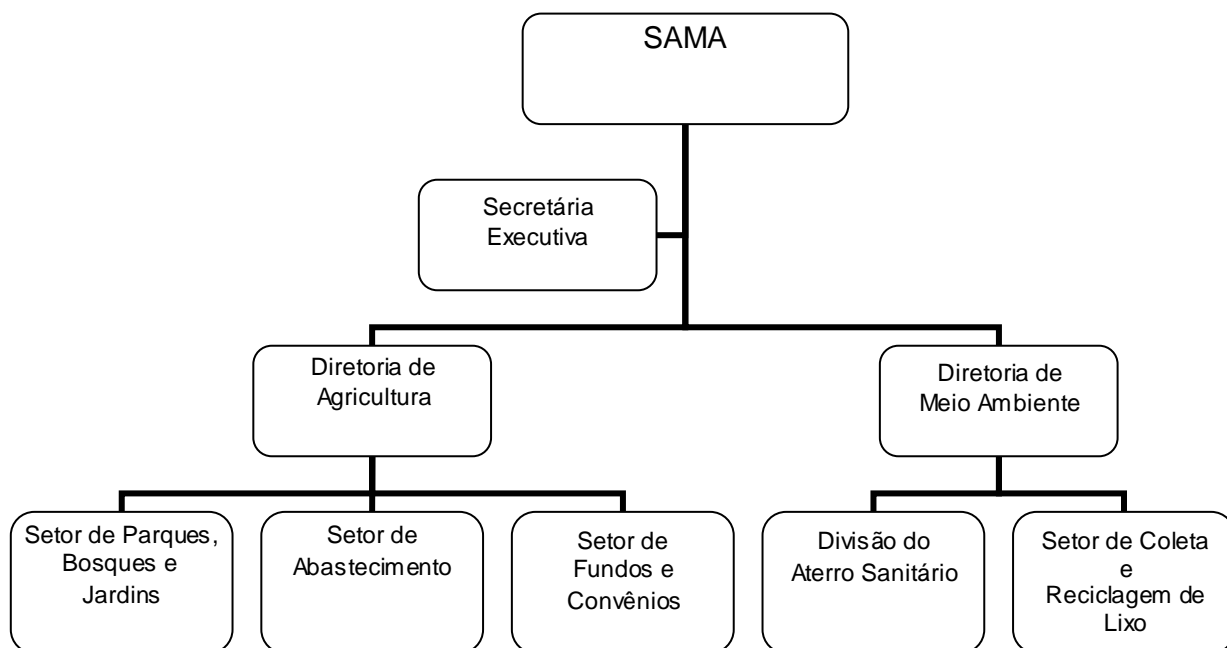 SAMA
Secretária
Executiva
Diretoria de
Agricultura
Diretoria de
Meio Ambiente
Setor de Parques,
Bosques e
Jardins
Setor de
Abastecimento
Setor de
Fundos e
Convênios
Divisão do
Aterro Sanitário
Setor de Coleta
e
Reciclagem de
Lixo